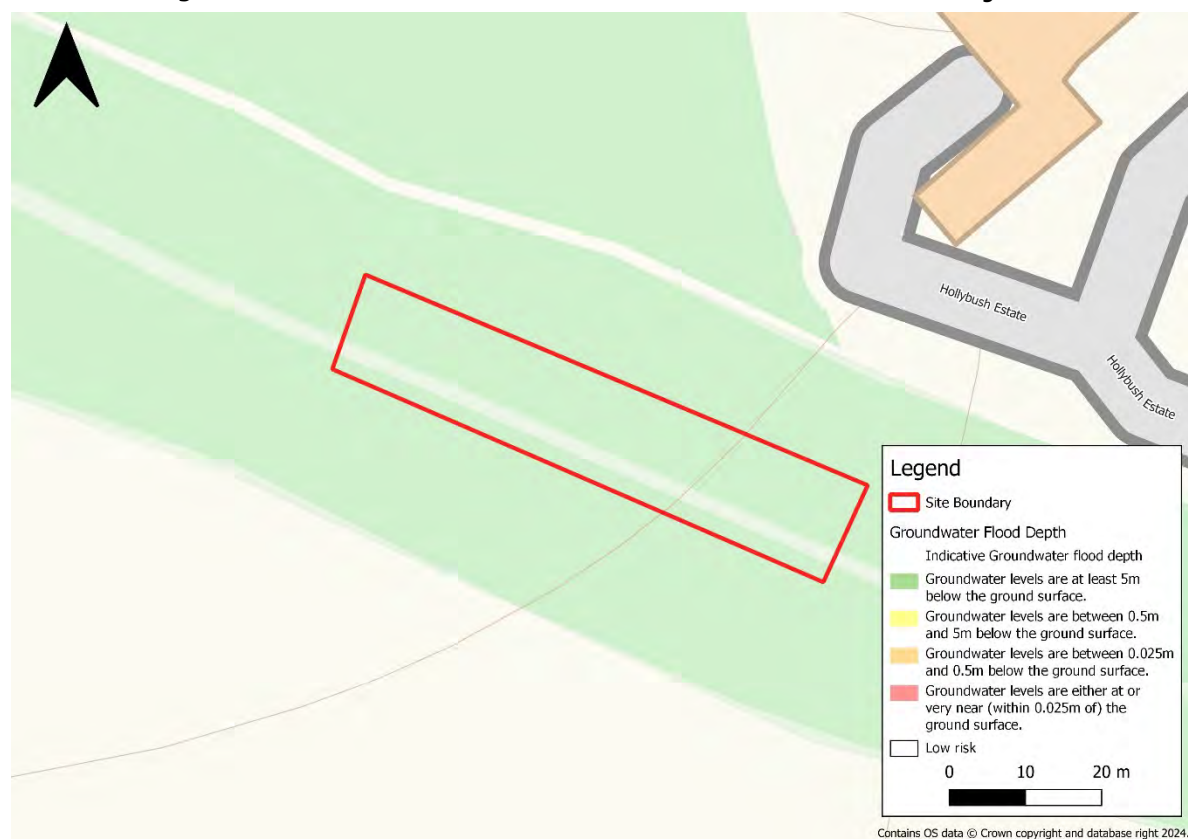 Hollybush Estate
Hollybush Estate
Legend
Site Boundary
Groundwater Flood Depth
Indicative Groundwater flood depth
Groundwater levels are at least 5m
below the ground surface.
Groundwater levels are between 0.5m
and 5m below the ground surface.
Groundwater levels are between 0.025m
and 0.5m below the ground surface.
Groundwater levels are either at or
very near (within 0.025m of) the
ground surface.
Low risk
0 10 20 m
Contains OS data © Crown copyright and database right 2024.